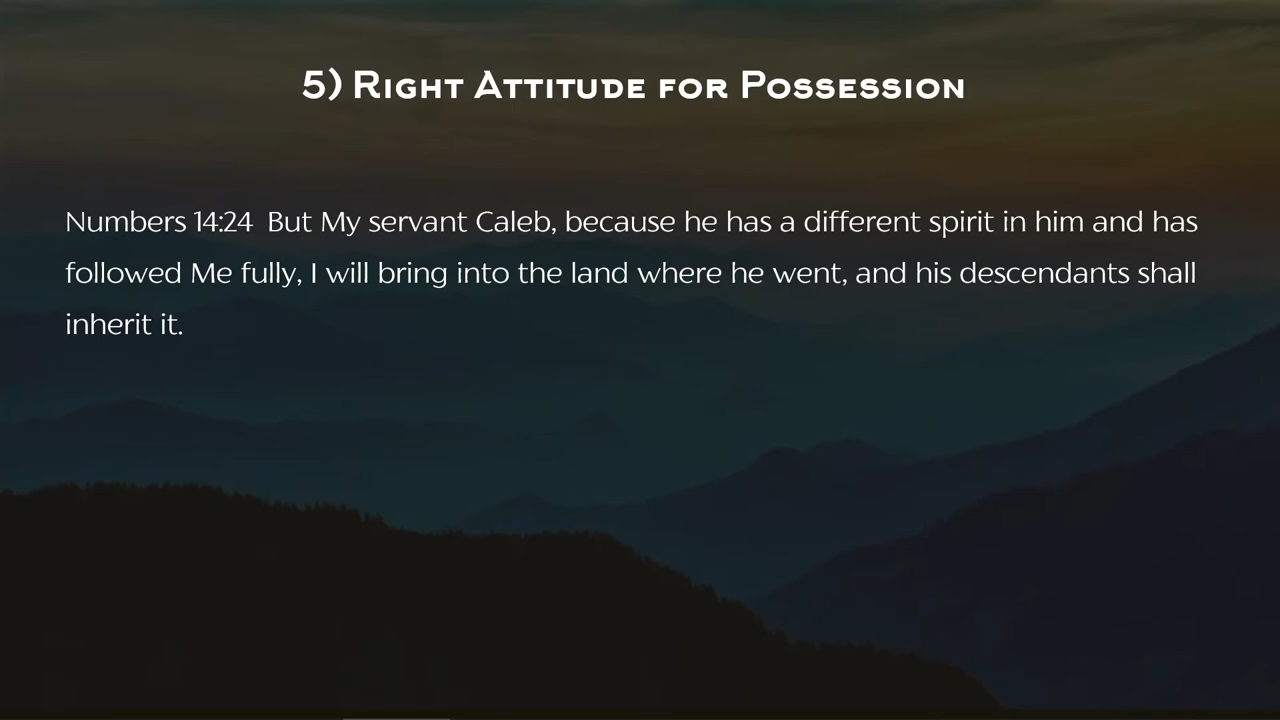 5) Right Attitude for Possession
Numbers 14:24  But My servant Caleb, because he has a different spirit in him and has
followed Me fully, I will bring into the land where he went, and his descendants shall
inherit it.